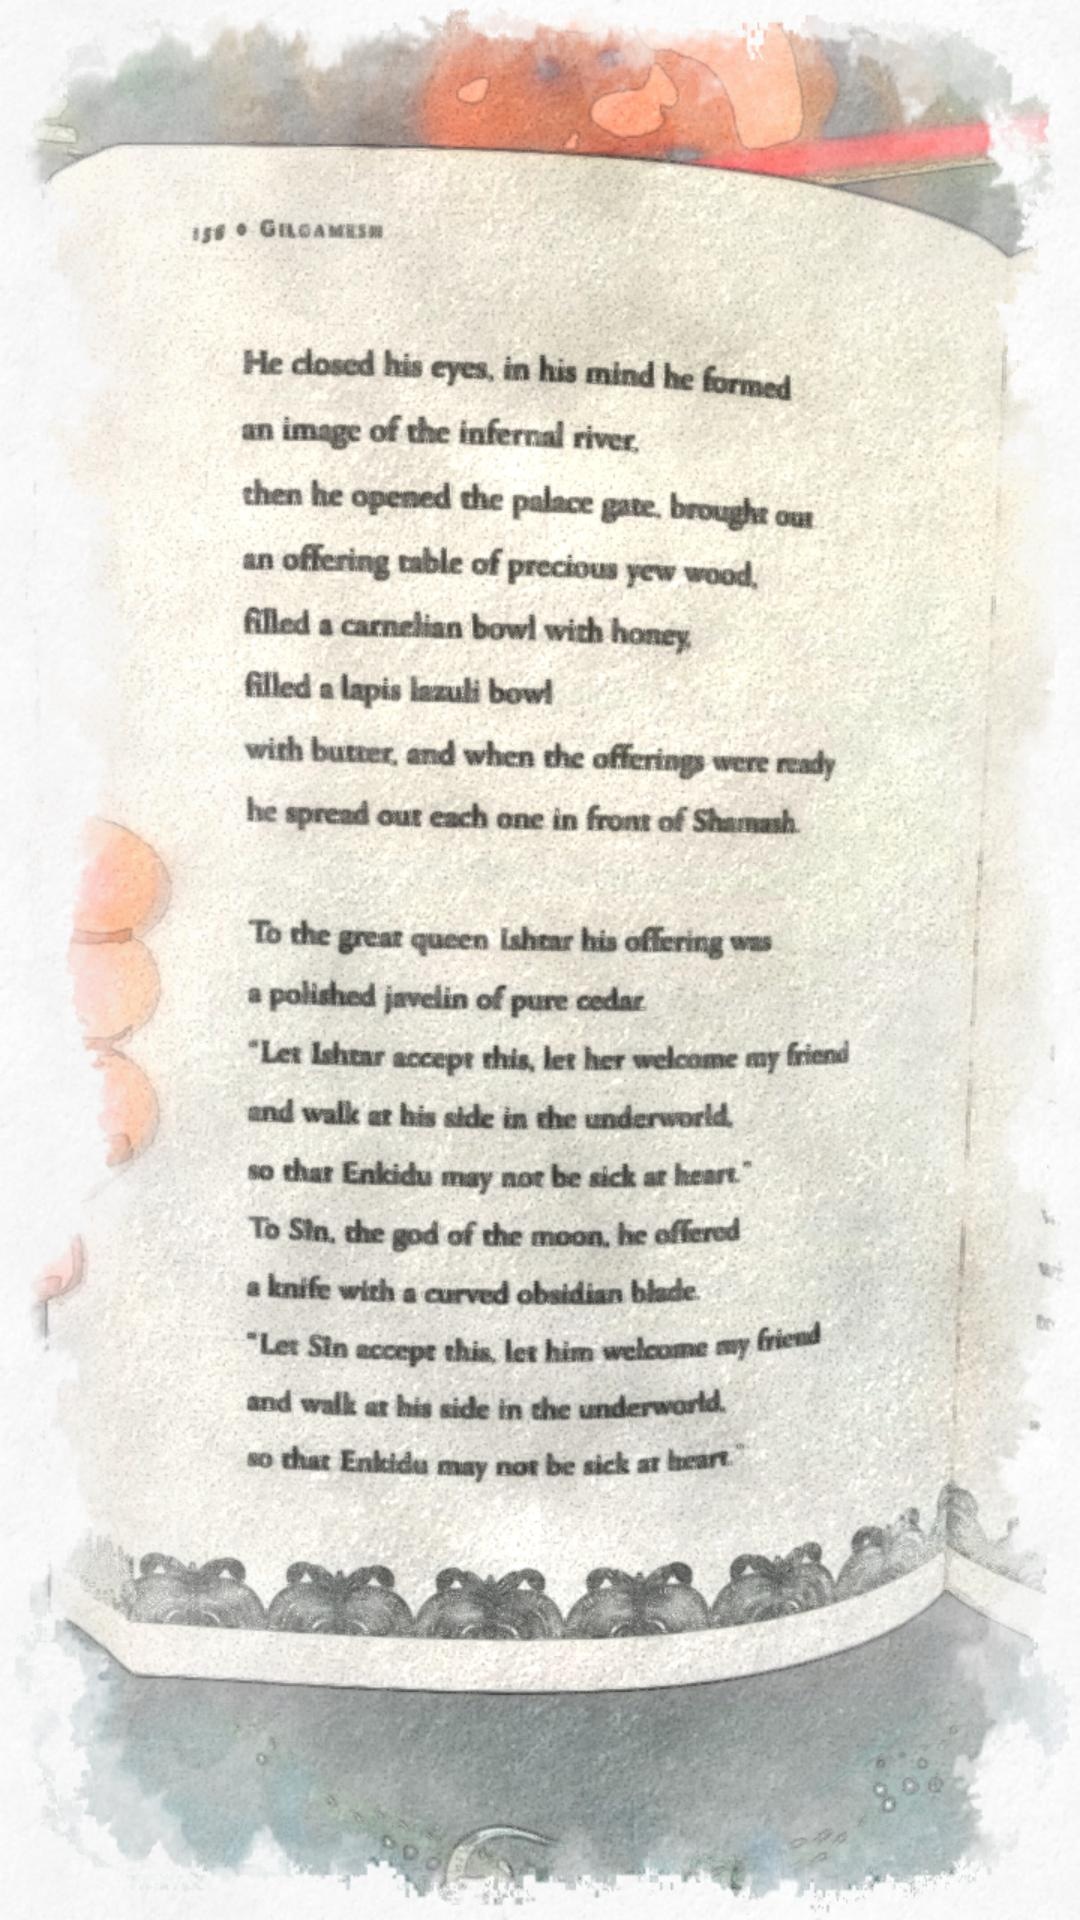 156 • GILGAMESH
He closed his eyes, in his mind he formed
an image of the infernal river,
then he opened the palace gate, brought out
an offering table of precious yew wood,
filled a carnelian bowl with honey,
filled a lapis lazuli bowl
with butter, and when the offerings were ready
he spread out each one in front of Shamash.
To the great queen Ishtar his offering was
a polished javelin of pure cedar.
"Let Ishtar accept this, let her welcome my friend
and walk at his side in the underworld,
so that Enkidu may not be sick at heart."
To Sîn, the god of the moon, he offered
a knife with a curved obsidian blade.
"Let Sîn accept this, let him welcome my friend
and walk at his side in the underworld,
so that Enkidu may not be sick at heart."